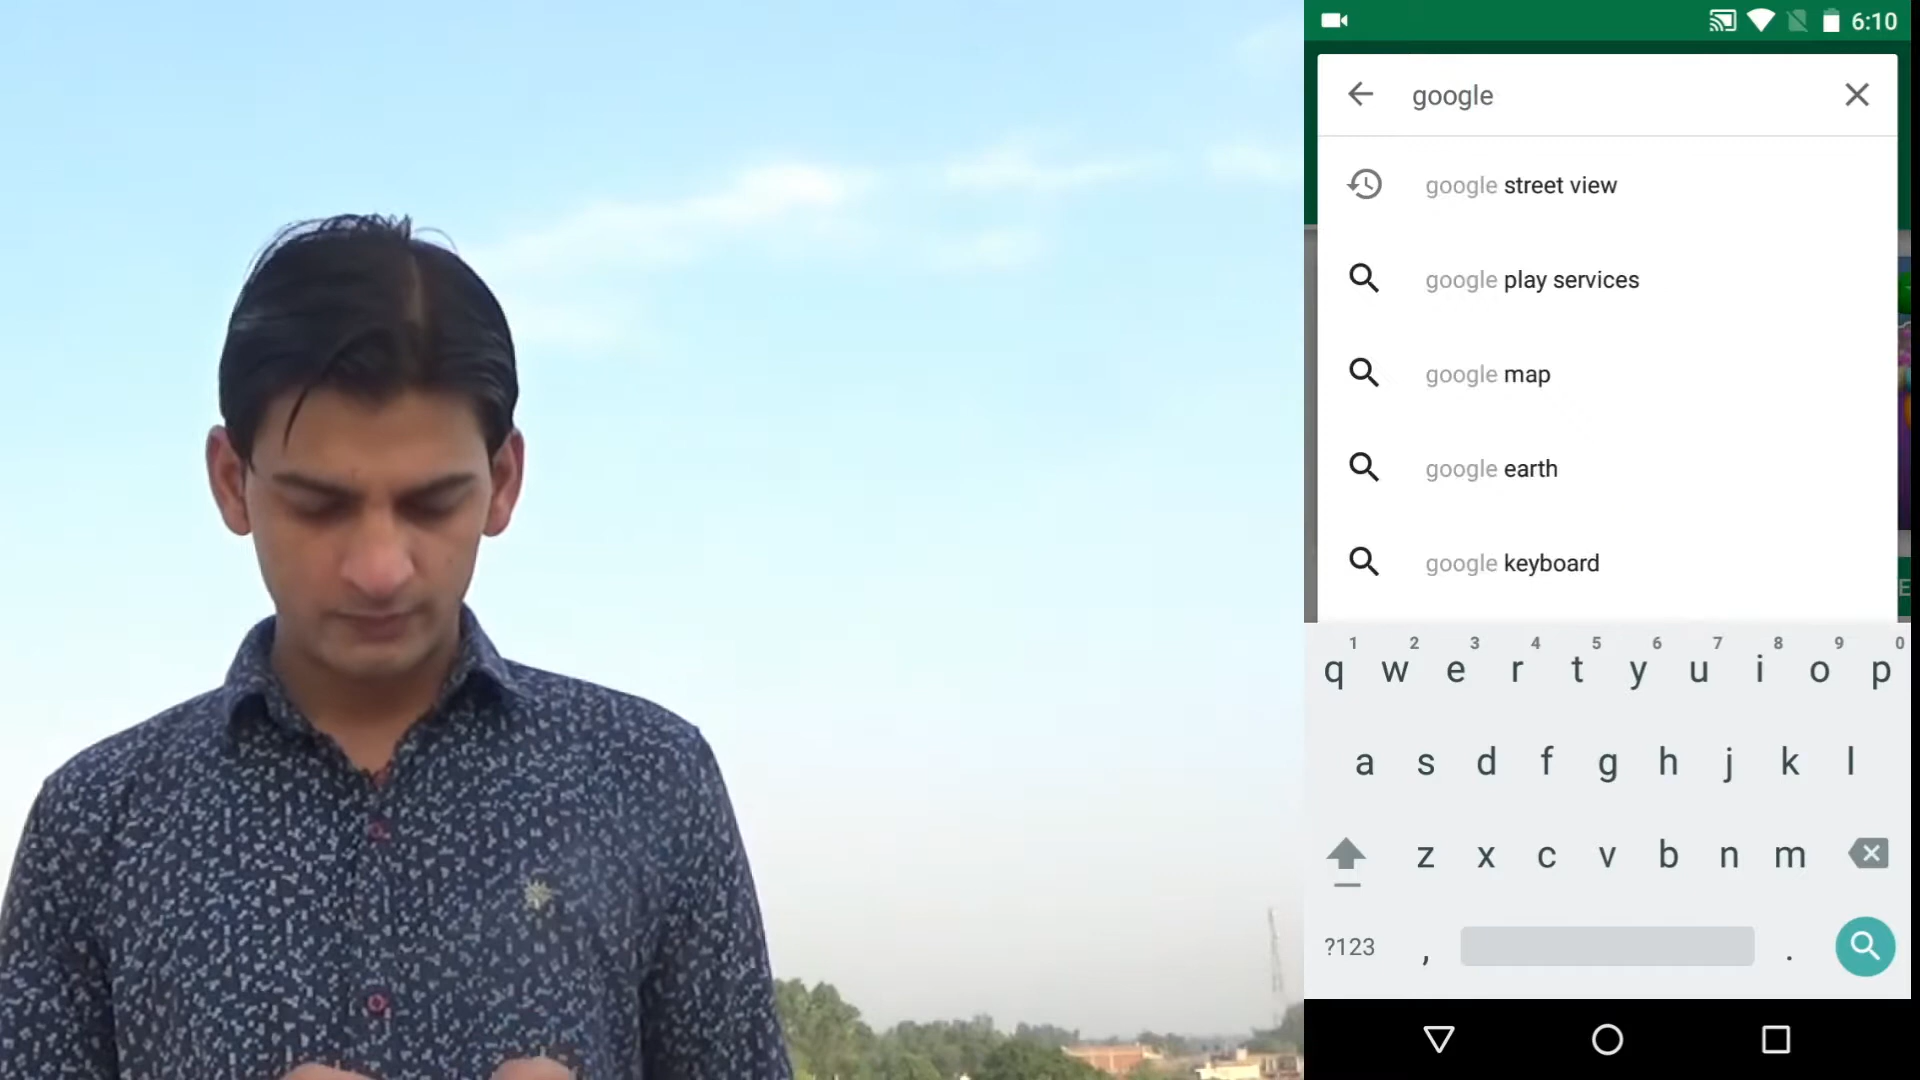 6:10
google
google street view
google play services
google map
google earth
google keyboard
1 2 3 4 5 6 7 8 9 0
q w e r t y u i o p
a s d f g h j k l
z x c v b n m
?123 , .